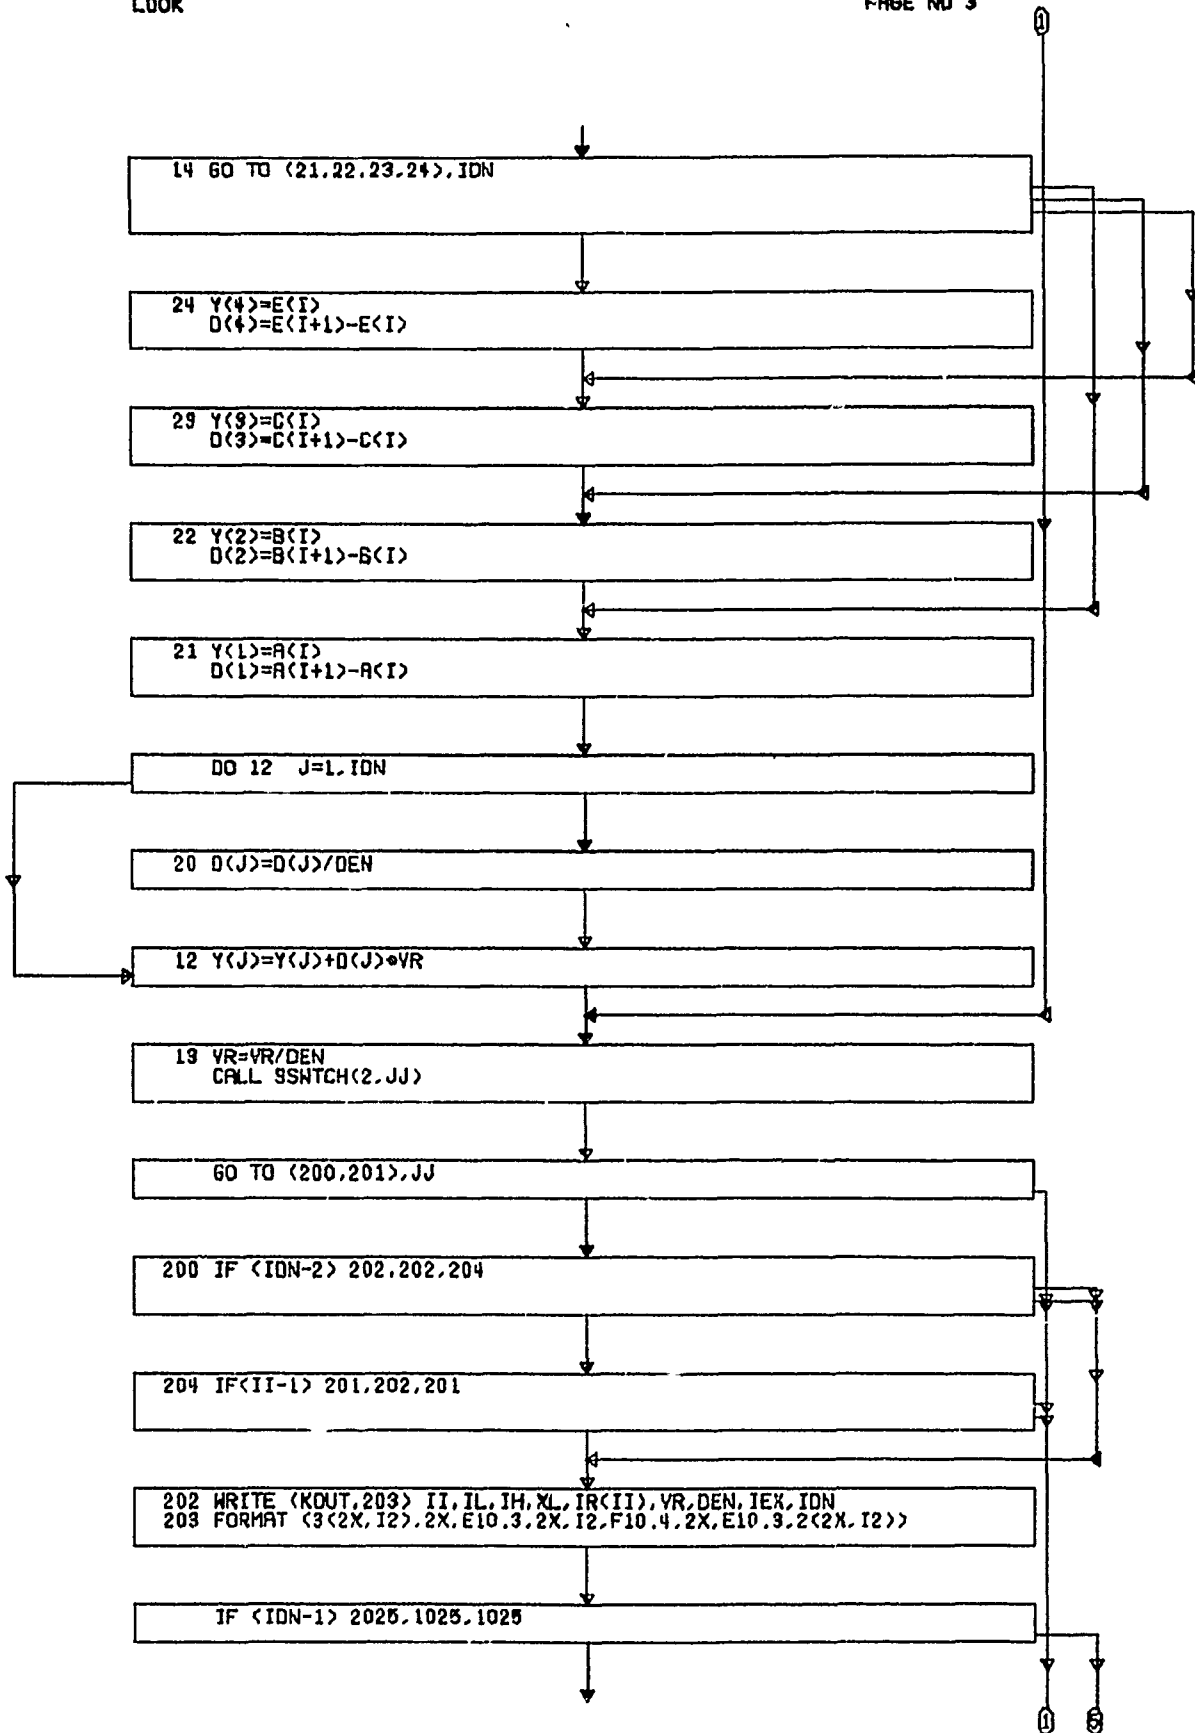 LOOK
PAGE NO 3
1
14 GO TO (21,22,23,24),IDN
24 Y(4)=E(I)
D(4)=E(I+1)-E(I)
23 Y(3)=C(I)
D(3)=C(I+1)-C(I)
22 Y(2)=B(I)
D(2)=B(I+1)-B(I)
21 Y(1)=A(I)
D(1)=A(I+1)-A(I)
DO 12 J=1,IDN
20 D(J)=D(J)/DEN
12 Y(J)=Y(J)+D(J)*VR
13 VR=VR/DEN
CALL SSWTCH(2,JJ)
GO TO (200,201),JJ
200 IF (IDN-2) 202,202,204
204 IF(II-1) 201,202,201
202 WRITE (KOUT,203) II,IL,IH,XL,IR(II),VR,DEN,IEX,IDN
203 FORMAT (3(2X,I2),2X,E10.3,2X,I2,F10.4,2X,E10.3,2(2X,I2))
IF (IDN-1) 2025,1025,1025
1